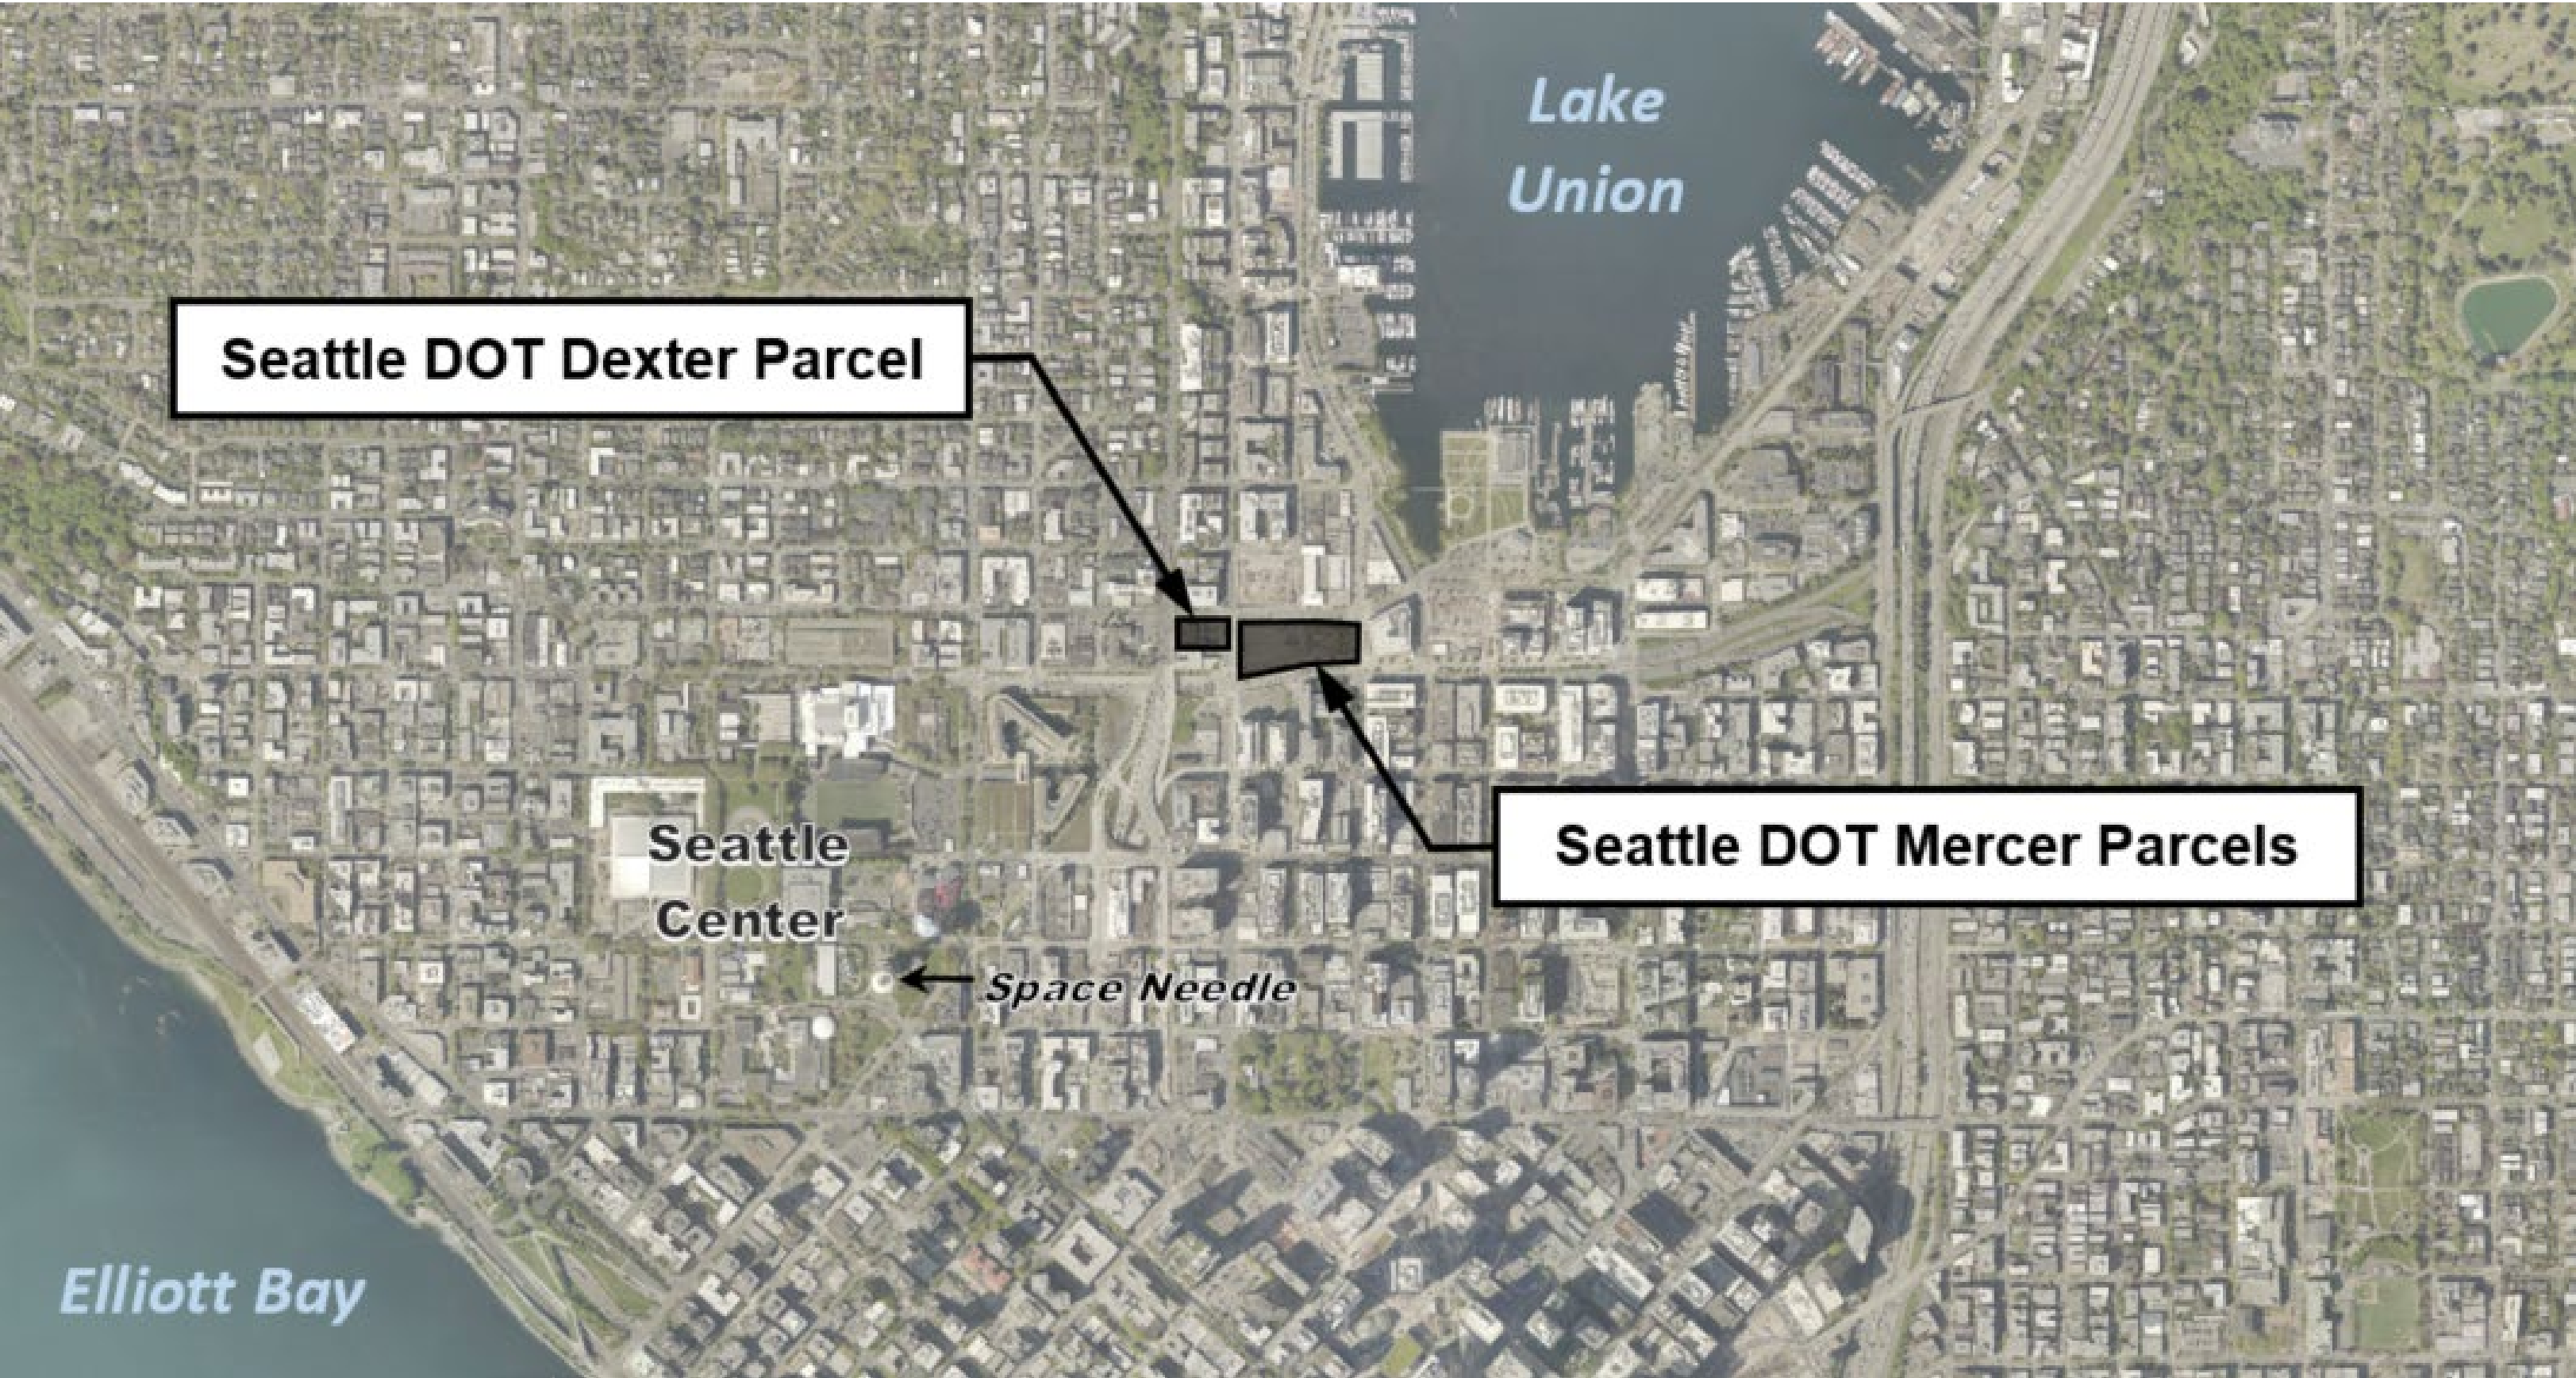 Lake
Union
Seattle DOT Dexter Parcel
Seattle DOT Mercer Parcels
Seattle
Center
Space Needle
Elliott Bay